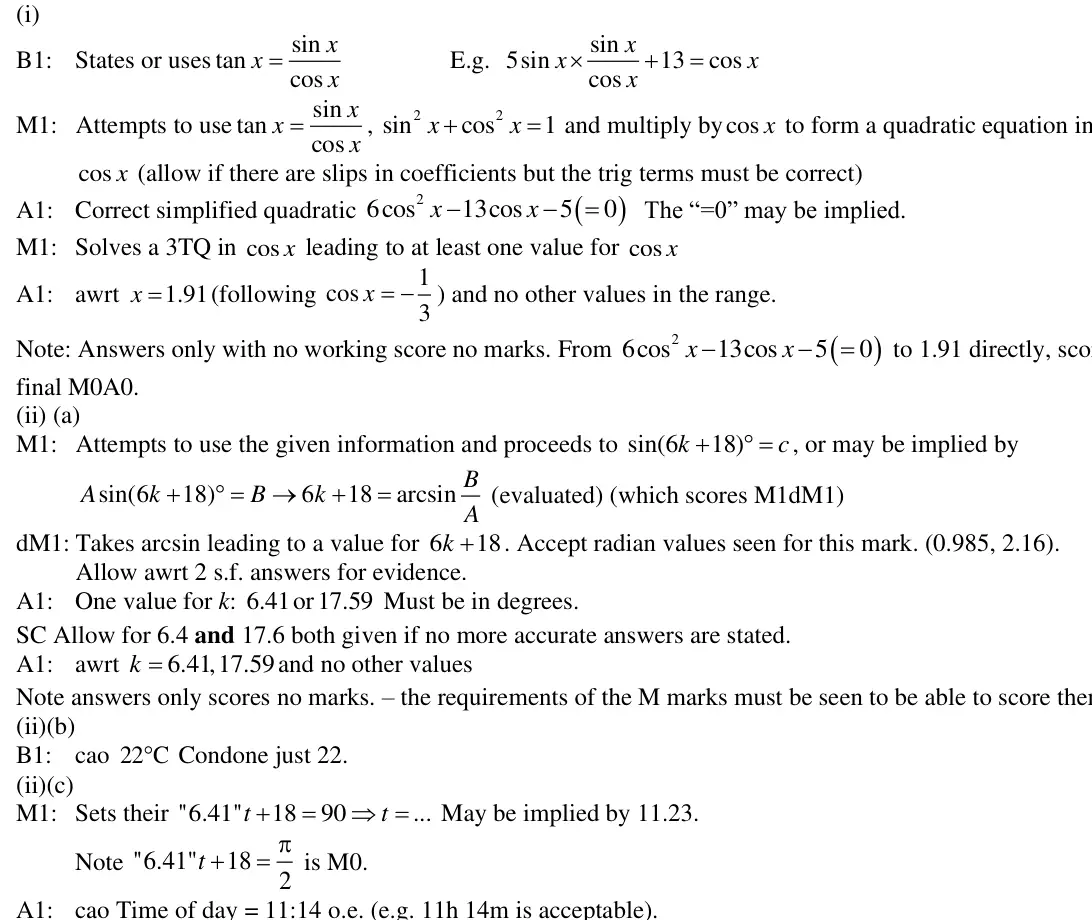 (i)
B1: States or uses tan x = sin x / cos x E.g. 5sin x × sin x / cos x + 13 = cos x
M1: Attempts to use tan x = sin x / cos x , sin² x + cos² x = 1 and multiply by cos x to form a quadratic equation in
cos x (allow if there are slips in coefficients but the trig terms must be correct)
A1: Correct simplified quadratic 6cos² x − 13cos x − 5 (= 0) The “=0” may be implied.
M1: Solves a 3TQ in cos x leading to at least one value for cos x
A1: awrt x = 1.91 (following cos x = − 1/3 ) and no other values in the range.
Note: Answers only with no working score no marks. From 6cos² x − 13cos x − 5 (= 0) to 1.91 directly,
final M0A0.
(ii) (a)
M1: Attempts to use the given information and proceeds to sin(6k + 18)° = c , or may be implied by
A sin(6k + 18)° = B → 6k + 18 = arcsin B/A (evaluated) (which scores M1dM1)
dM1: Takes arcsin leading to a value for 6k + 18 . Accept radian values seen for this mark. (0.985, 2.16).
Allow awrt 2 s.f. answers for evidence.
A1: One value for k: 6.41 or 17.59 Must be in degrees.
SC Allow for 6.4 and 17.6 both given if no more accurate answers are stated.
A1: awrt k = 6.41, 17.59 and no other values
Note answers only scores no marks. – the requirements of the M marks must be seen to be able to score
(ii)(b)
B1: cao 22°C Condone just 22.
(ii)(c)
M1: Sets their "6.41"t + 18 = 90 ⇒ t = ... May be implied by 11.23.
Note "6.41"t + 18 = π/2 is M0.
A1: cao Time of day = 11:14 o.e. (e.g. 11h 14m is acceptable).